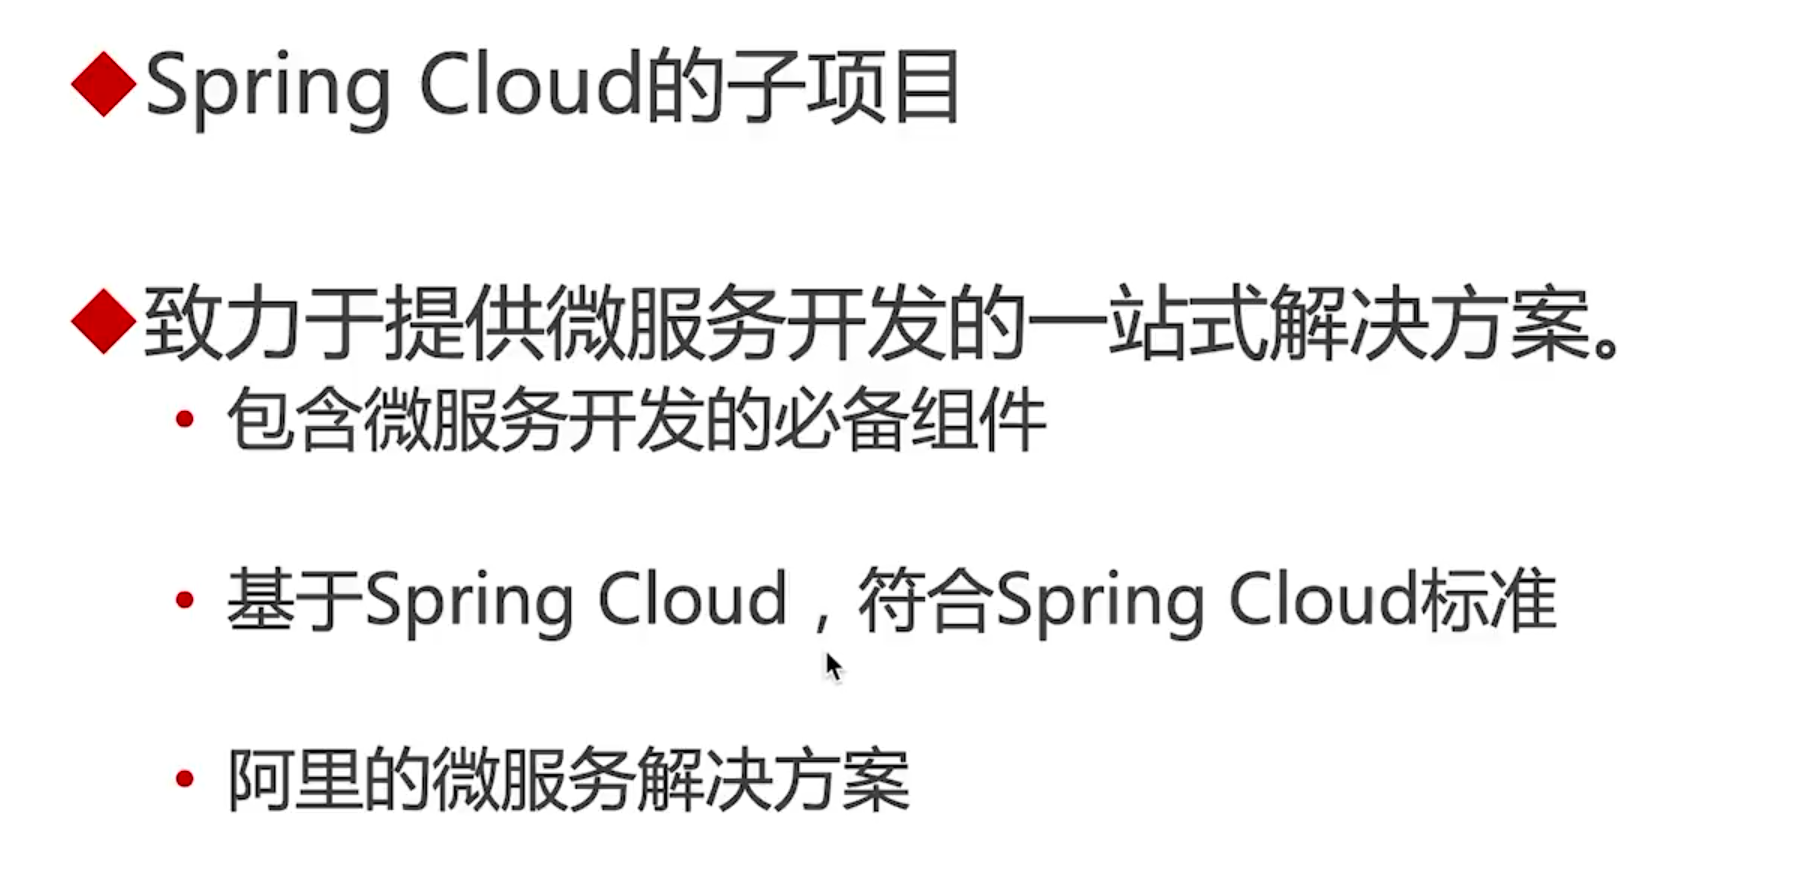 Spring Cloud的子项目
致力于提供微服务开发的一站式解决方案。
包含微服务开发的必备组件
基于Spring Cloud，符合Spring Cloud标准
阿里的微服务解决方案